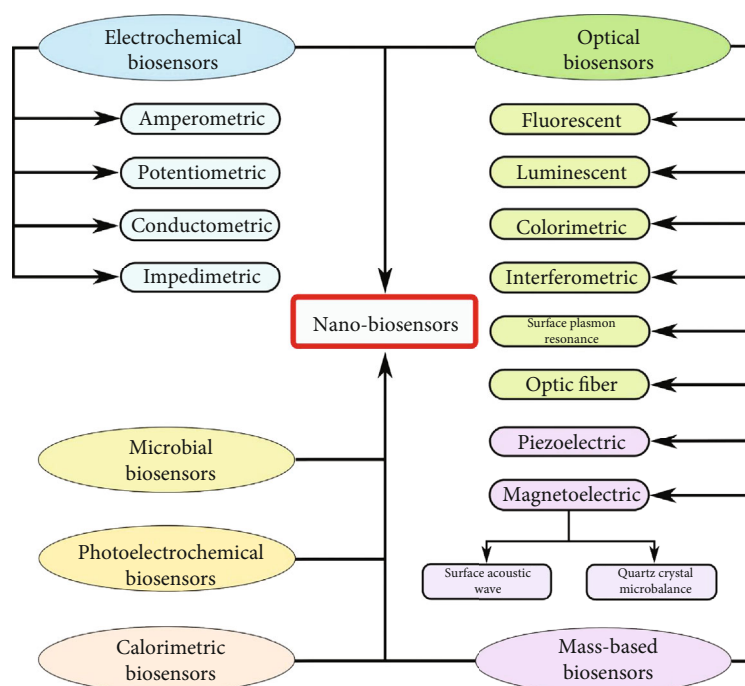 Electrochemical
biosensors
Optical
biosensors
Amperometric
Potentiometric
Conductometric
Impedimetric
Fluorescent
Luminescent
Colorimetric
Interferometric
Surface plasmon
resonance
Optic fiber
Nano-biosensors
Piezoelectric
Magnetoelectric
Surface acoustic
wave
Quartz crystal
microbalance
Microbial
biosensors
Photoelectrochemical
biosensors
Calorimetric
biosensors
Mass-based
biosensors